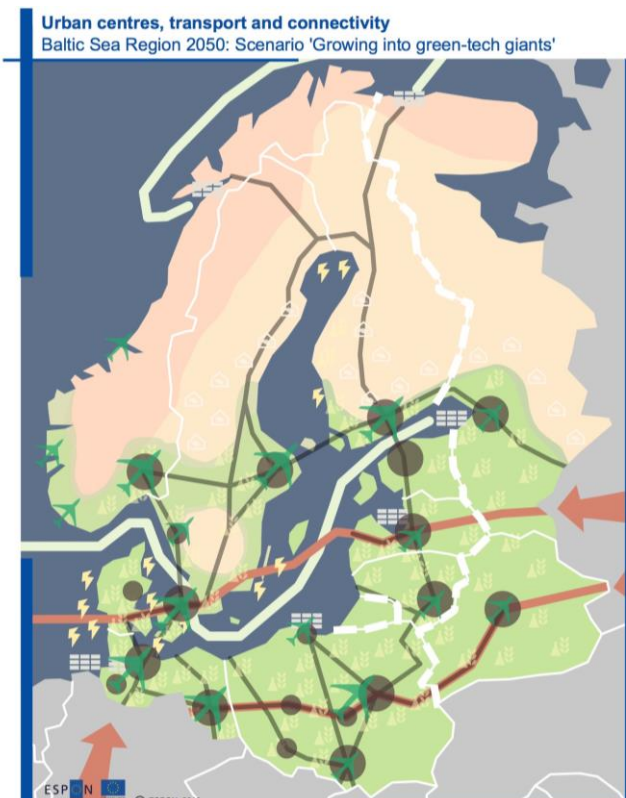 Urban centres, transport and connectivity
Baltic Sea Region 2050: Scenario 'Growing into green-tech giants'
ESPON